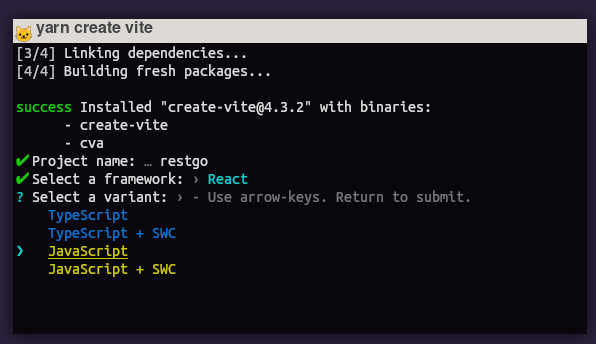 yarn create vite
[3/4] Linking dependencies...
[4/4] Building fresh packages...
success Installed "create-vite@4.3.2" with binaries:
- create-vite
- cva
✔ Project name: … restgo
✔ Select a framework: › React
? Select a variant: › - Use arrow-keys. Return to submit.
TypeScript
TypeScript + SWC
❯ JavaScript
JavaScript + SWC